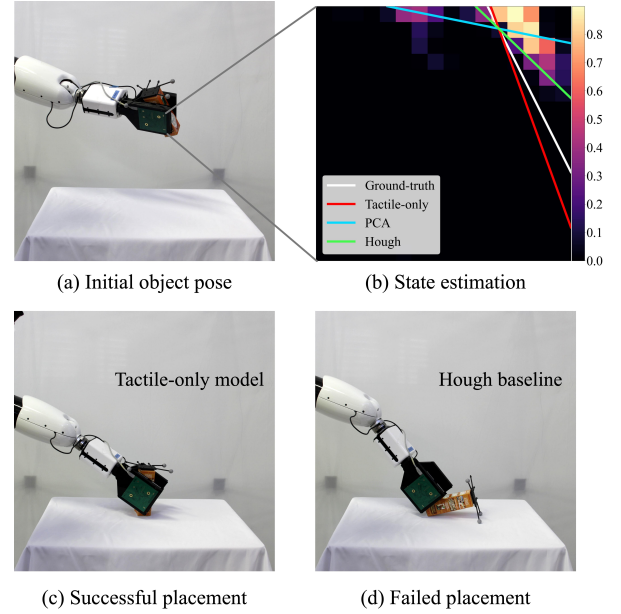 0.8
0.7
0.6
0.5
0.4
0.3
0.2
0.1
0.0
Ground-truth
Tactile-only
PCA
Hough
(a) Initial object pose
(b) State estimation
Tactile-only model
Hough baseline
(c) Successful placement
(d) Failed placement